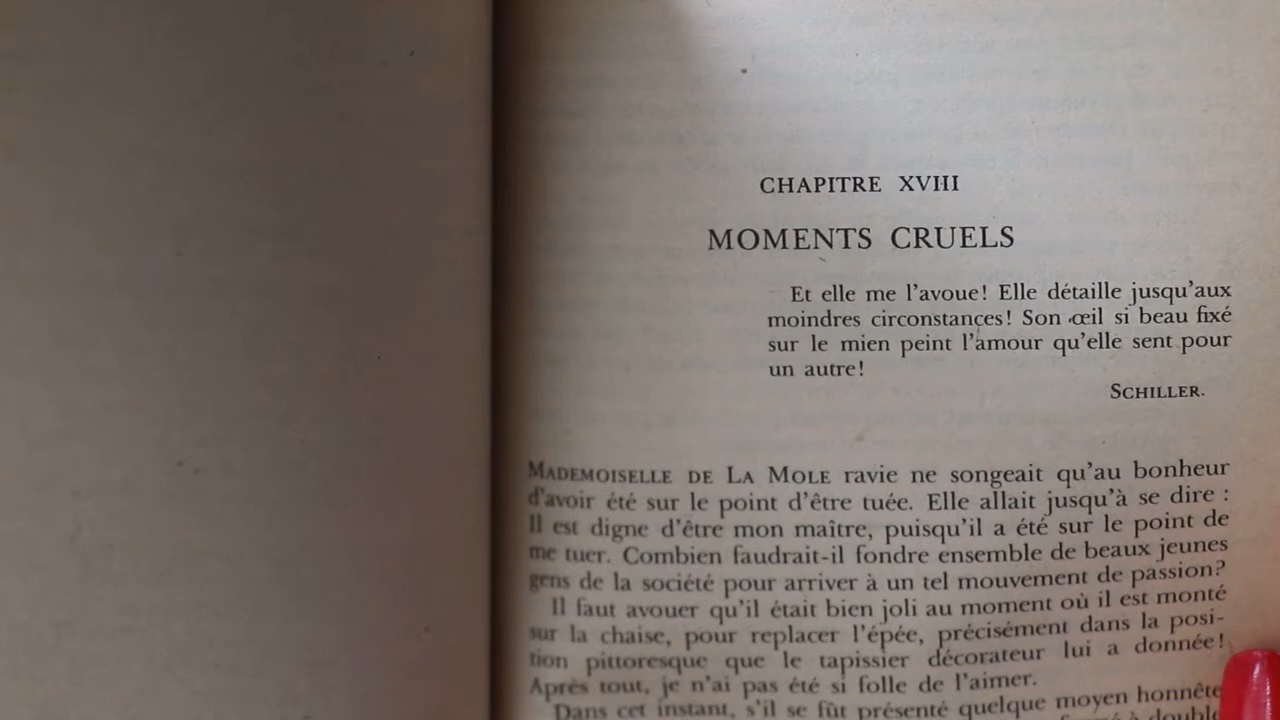 CHAPITRE XVIII
MOMENTS CRUELS
Et elle me l'avoue! Elle détaille jusqu'aux
moindres circonstances! Son œil si beau fixé
sur le mien peint l'amour qu'elle sent pour
un autre!
SCHILLER.
MADEMOISELLE DE LA MOLE ravie ne songeait qu'au bonheur
d'avoir été sur le point d'être tuée. Elle allait jusqu'à se dire :
Il est digne d'être mon maître, puisqu'il a été sur le point de
me tuer. Combien faudrait-il fondre ensemble de beaux jeunes
gens de la société pour arriver à un tel mouvement de passion?
Il faut avouer qu'il était bien joli au moment où il est monté
sur la chaise, pour replacer l'épée, précisément dans la posi-
tion pittoresque que le tapissier décorateur lui a donnée!
Après tout, je n'ai pas été si folle de l'aimer.
Dans cet instant, s'il se fût présenté quelque moyen honnête
à double